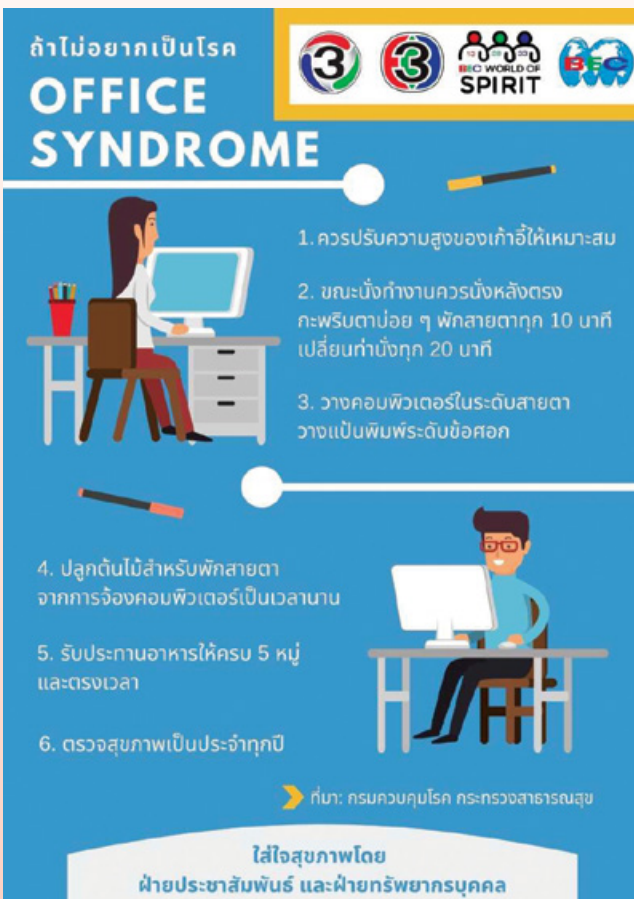 ถ้าไม่อยากเป็นโรค
OFFICE
SYNDROME
3
3
BEC WORLD OF
SPIRIT
BEC
1. ควรปรับความสูงของเก้าอี้ให้เหมาะสม
2. ขณะนั่งทำงานควรนั่งหลังตรง
กะพริบตาบ่อย ๆ พักสายตาทุก 10 นาที
เปลี่ยนท่านั่งทุก 20 นาที
3. วางคอมพิวเตอร์ในระดับสายตา
วางแป้นพิมพ์ระดับข้อศอก
4. ปลูกต้นไม้สำหรับพักสายตา
จากการจ้องคอมพิวเตอร์เป็นเวลานาน
5. รับประทานอาหารให้ครบ 5 หมู่
และตรงเวลา
6. ตรวจสุขภาพเป็นประจำทุกปี
ที่มา: กรมควบคุมโรค กระทรวงสาธารณสุข
ใส่ใจสุขภาพโดย
ฝ่ายประชาสัมพันธ์ และฝ่ายทรัพยากรบุคคล